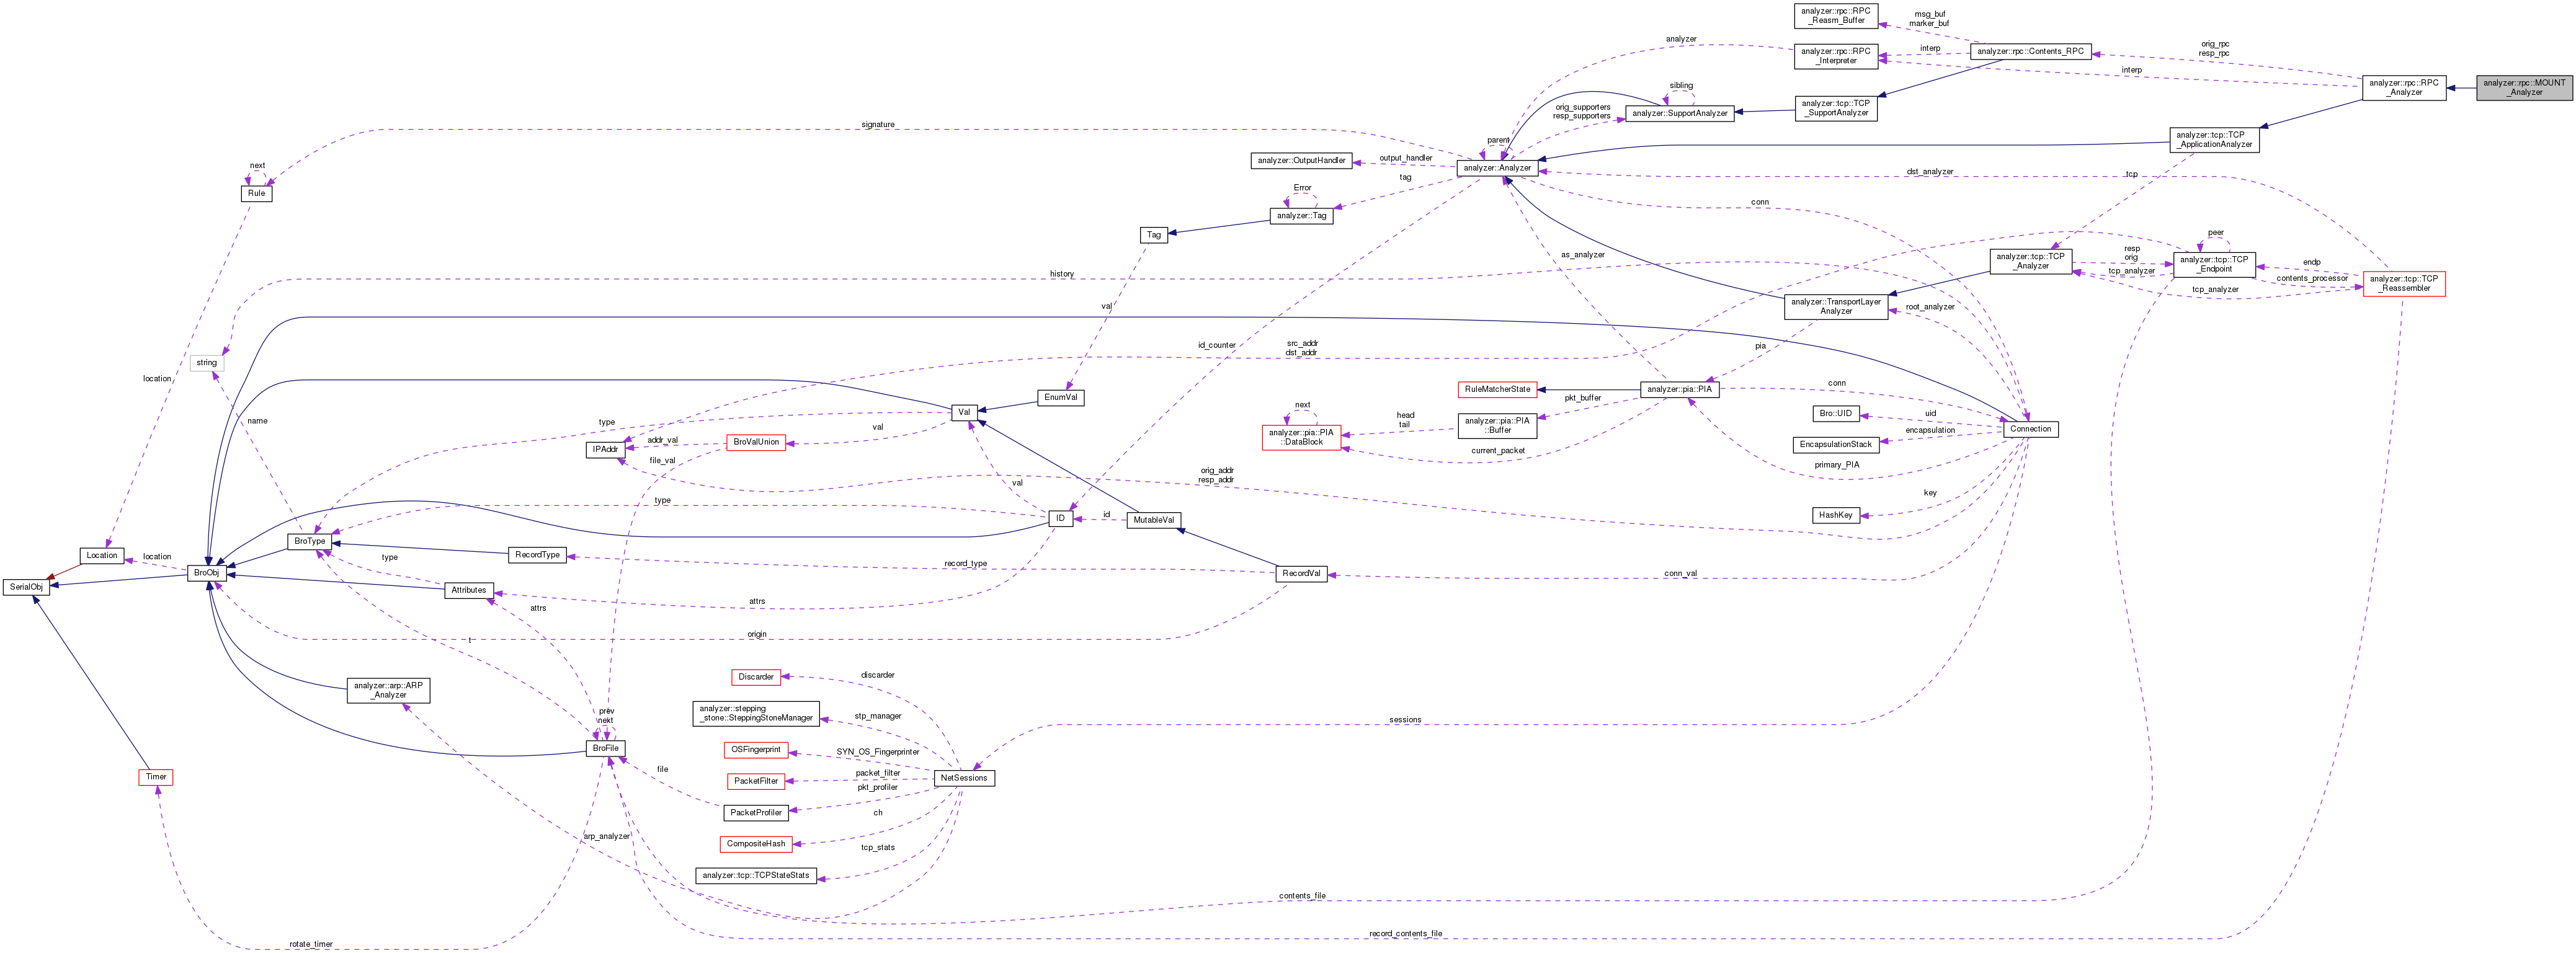 analyzer::rpc::RPC
_Reasm_Buffer
msg_buf
marker_buf
analyzer
analyzer::rpc::RPC
_Interpreter
interp
analyzer::rpc::Contents_RPC
orig_rpc
resp_rpc
interp
analyzer::rpc::RPC
_Analyzer
analyzer::rpc::MOUNT
_Analyzer
sibling
analyzer::SupportAnalyzer
analyzer::tcp::TCP
_SupportAnalyzer
orig_supporters
resp_supporters
signature
analyzer::tcp::TCP
_ApplicationAnalyzer
parent
analyzer::Analyzer
output_handler
analyzer::OutputHandler
next
Rule
tag
Error
analyzer::Tag
Tag
dst_analyzer
tcp
conn
as_analyzer
peer
resp
orig
analyzer::tcp::TCP
_Analyzer
analyzer::tcp::TCP
_Endpoint
tcp_analyzer
endp
contents_processor
tcp_analyzer
analyzer::tcp::TCP
_Reassembler
history
val
analyzer::TransportLayer
Analyzer
root_analyzer
id_counter
src_addr
dst_addr
pia
string
location
name
RuleMatcherState
analyzer::pia::PIA
conn
pkt_buffer
EnumVal
Val
type
val
BroValUnion
addr_val
IPAddr
file_val
next
analyzer::pia::PIA
::DataBlock
head
tail
analyzer::pia::PIA
::Buffer
current_packet
Bro::UID
uid
EncapsulationStack
encapsulation
Connection
primary_PIA
orig_addr
resp_addr
val
key
HashKey
type
ID
id
MutableVal
BroType
RecordType
record_type
RecordVal
conn_val
Location
location
BroObj
SerialObj
type
Attributes
attrs
attrs
origin
t
analyzer::arp::ARP
_Analyzer
Discarder
discarder
analyzer::stepping
_stone::SteppingStoneManager
stp_manager
sessions
prev
next
BroFile
OSFingerprint
SYN_OS_Fingerprinter
PacketFilter
packet_filter
NetSessions
Timer
file
pkt_profiler
PacketProfiler
ch
CompositeHash
arp_analyzer
tcp_stats
analyzer::tcp::TCPStateStats
contents_file
record_contents_file
rotate_timer